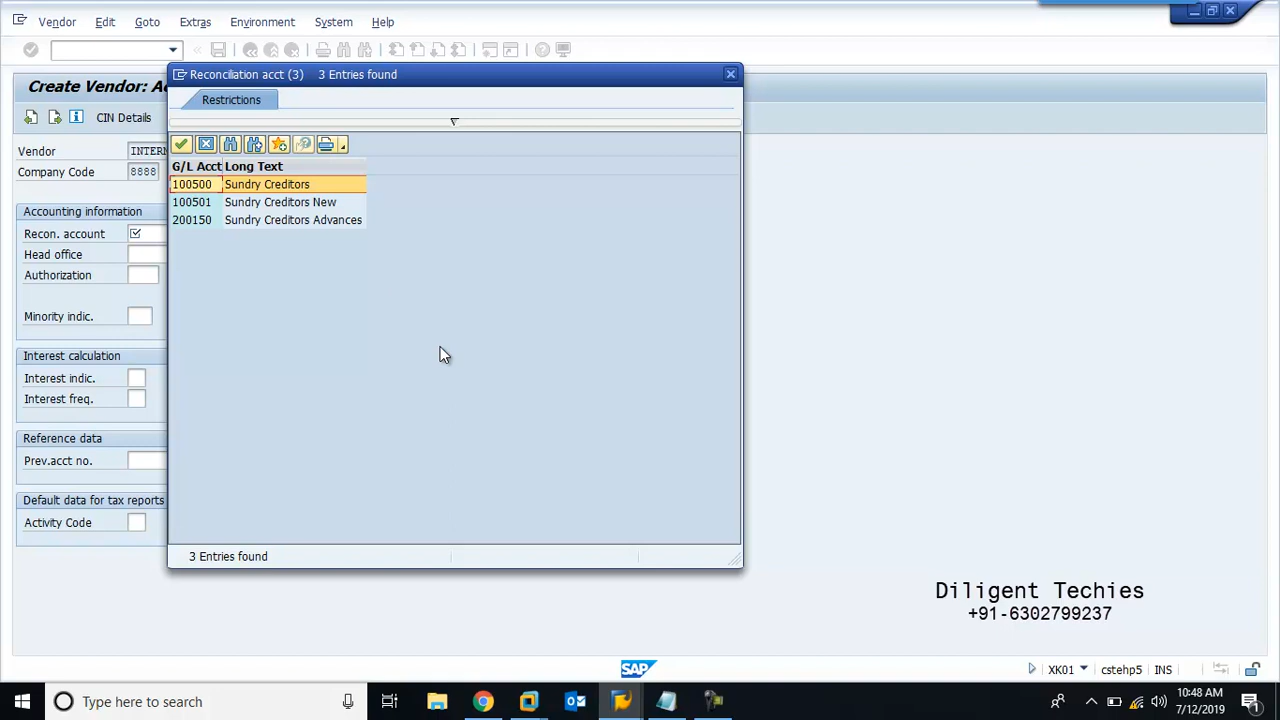 Vendor Edit Goto Extras Environment System Help
Create Vendor: Ac
Reconciliation acct (3) 3 Entries found
Restrictions
CIN Details
Vendor INTERN
Company Code 8888
G/L Acct Long Text
100500 Sundry Creditors
100501 Sundry Creditors New
200150 Sundry Creditors Advances
Accounting information
Recon. account
Head office
Authorization
Minority indic.
Interest calculation
Interest indic.
Interest freq.
Reference data
Prev.acct no.
Default data for tax reports
Activity Code
3 Entries found
Diligent Techies
+91-6302799237
SAP
XK01 cstehp5 INS
Type here to search
10:48 AM
7/12/2019
1